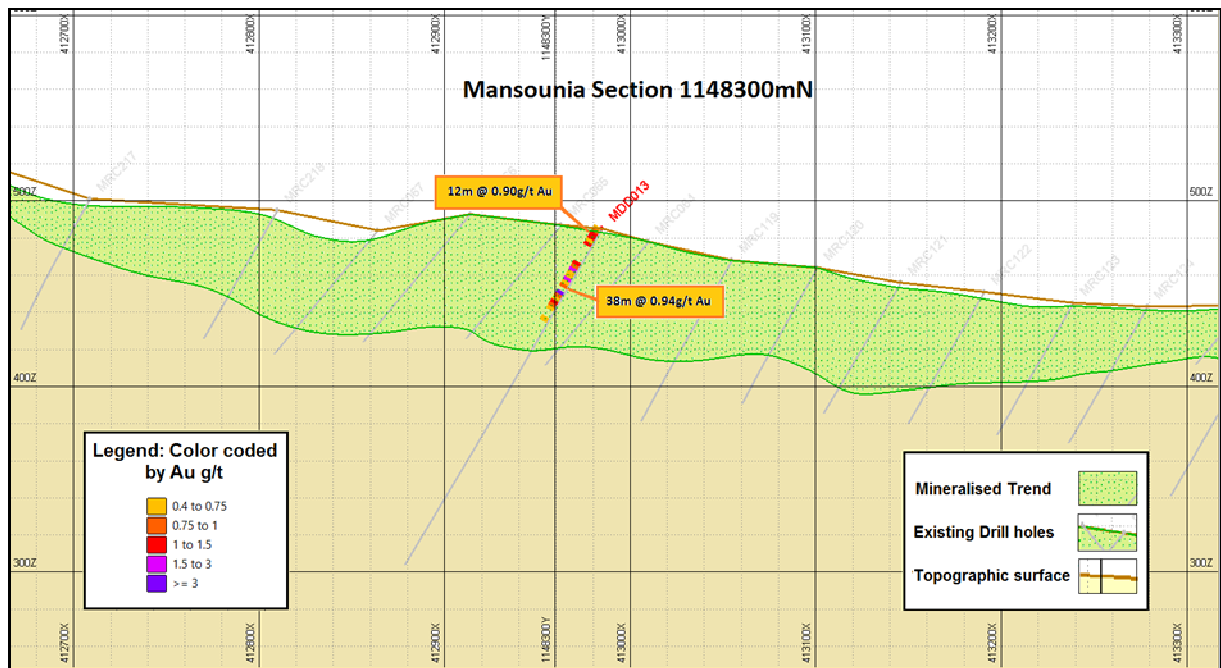 412700X
412800X
412900X
1148300Y
413000X
413100X
413200X
413300X
Mansounia Section 1148300mN
MRC217
MRC218
MRC065
MDD013
MRC119
MRC120
MRC121
MRC122
MRC123
MRC124
500Z
500Z
12m @ 0.90g/t Au
38m @ 0.94g/t Au
400Z
400Z
Legend: Color coded
by Au g/t
0.4 to 0.75
0.75 to 1
1 to 1.5
1.5 to 3
>= 3
Mineralised Trend
Existing Drill holes
Topographic surface
300Z
300Z
412700X
412800X
412900X
1148300Y
413000X
413100X
413200X
413300X